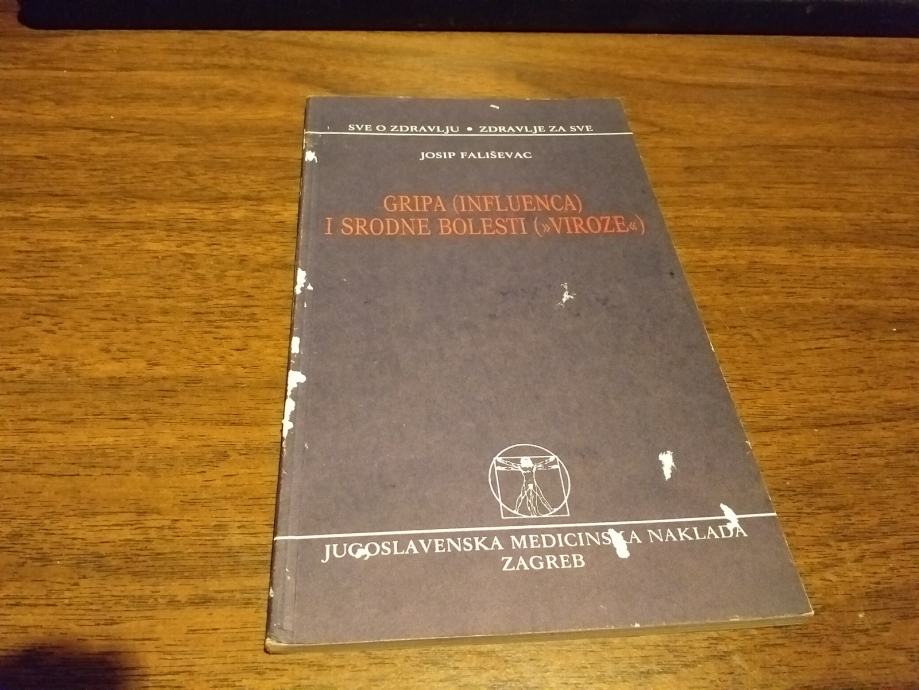 SVE O ZDRAVLJU • ZDRAVLJE ZA SVE
JOSIP FALIŠEVAC
GRIPA (INFLUENCA)
I SRODNE BOLESTI (»VIROZE«)
JUGOSLAVENSKA MEDICINSKA NAKLADA
ZAGREB